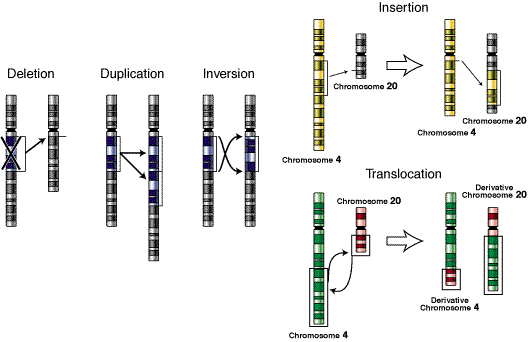 Deletion
Duplication
Inversion
Insertion
Chromosome 20
Chromosome 4
Chromosome 20
Chromosome 4
Translocation
Chromosome 20
Chromosome 4
Derivative
Chromosome 20
Derivative
Chromosome 4